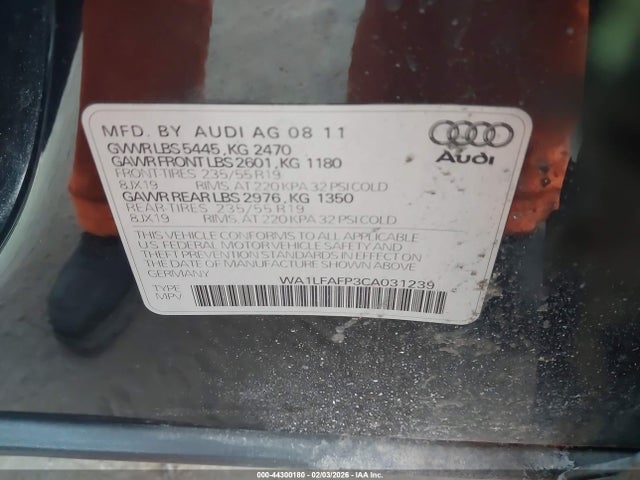 MFD. BY AUDI AG 08 11
GVWR LBS 5445, KG 2470
GAWR FRONT LBS 2601, KG 1180
FRONT-TIRES 235/55 R19
8JX19 RIMS, AT 220 KPA 32 PSI COLD
GAWR REAR LBS 2976, KG 1350
REAR TIRES 235/55 R19
8JX19 RIMS, AT 220 KPA 32 PSI COLD
Audi
THIS VEHICLE CONFORMS TO ALL APPLICABLE
U.S. FEDERAL MOTOR VEHICLE SAFETY AND
THEFT PREVENTION STANDARDS IN EFFECT ON
THE DATE OF MANUFACTURE SHOWN ABOVE
GERMANY
WA1LFAFP3CA031239
TYPE
MPV
000-44300180 - 02/03/2026 - IAA Inc.